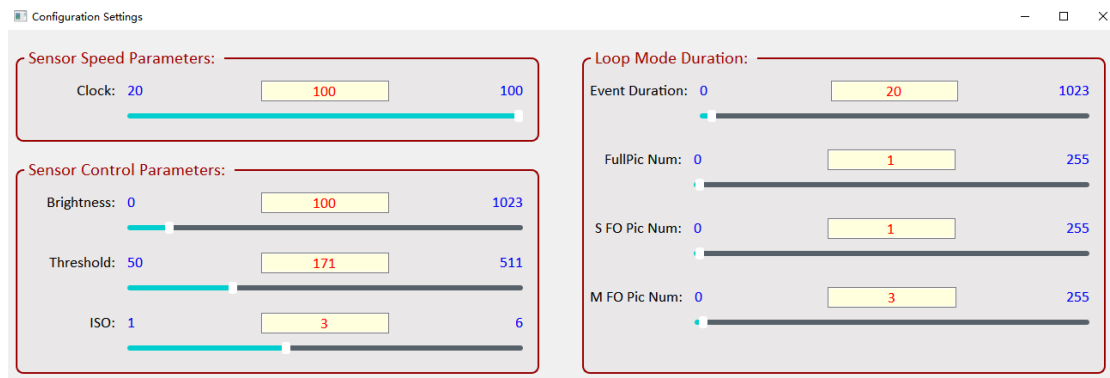 Configuration Settings
Sensor Speed Parameters:
Clock: 20 100 100
Sensor Control Parameters:
Brightness: 0 100 1023
Threshold: 50 171 511
ISO: 1 3 6
Loop Mode Duration:
Event Duration: 0 20 1023
FullPic Num: 0 1 255
S FO Pic Num: 0 1 255
M FO Pic Num: 0 3 255